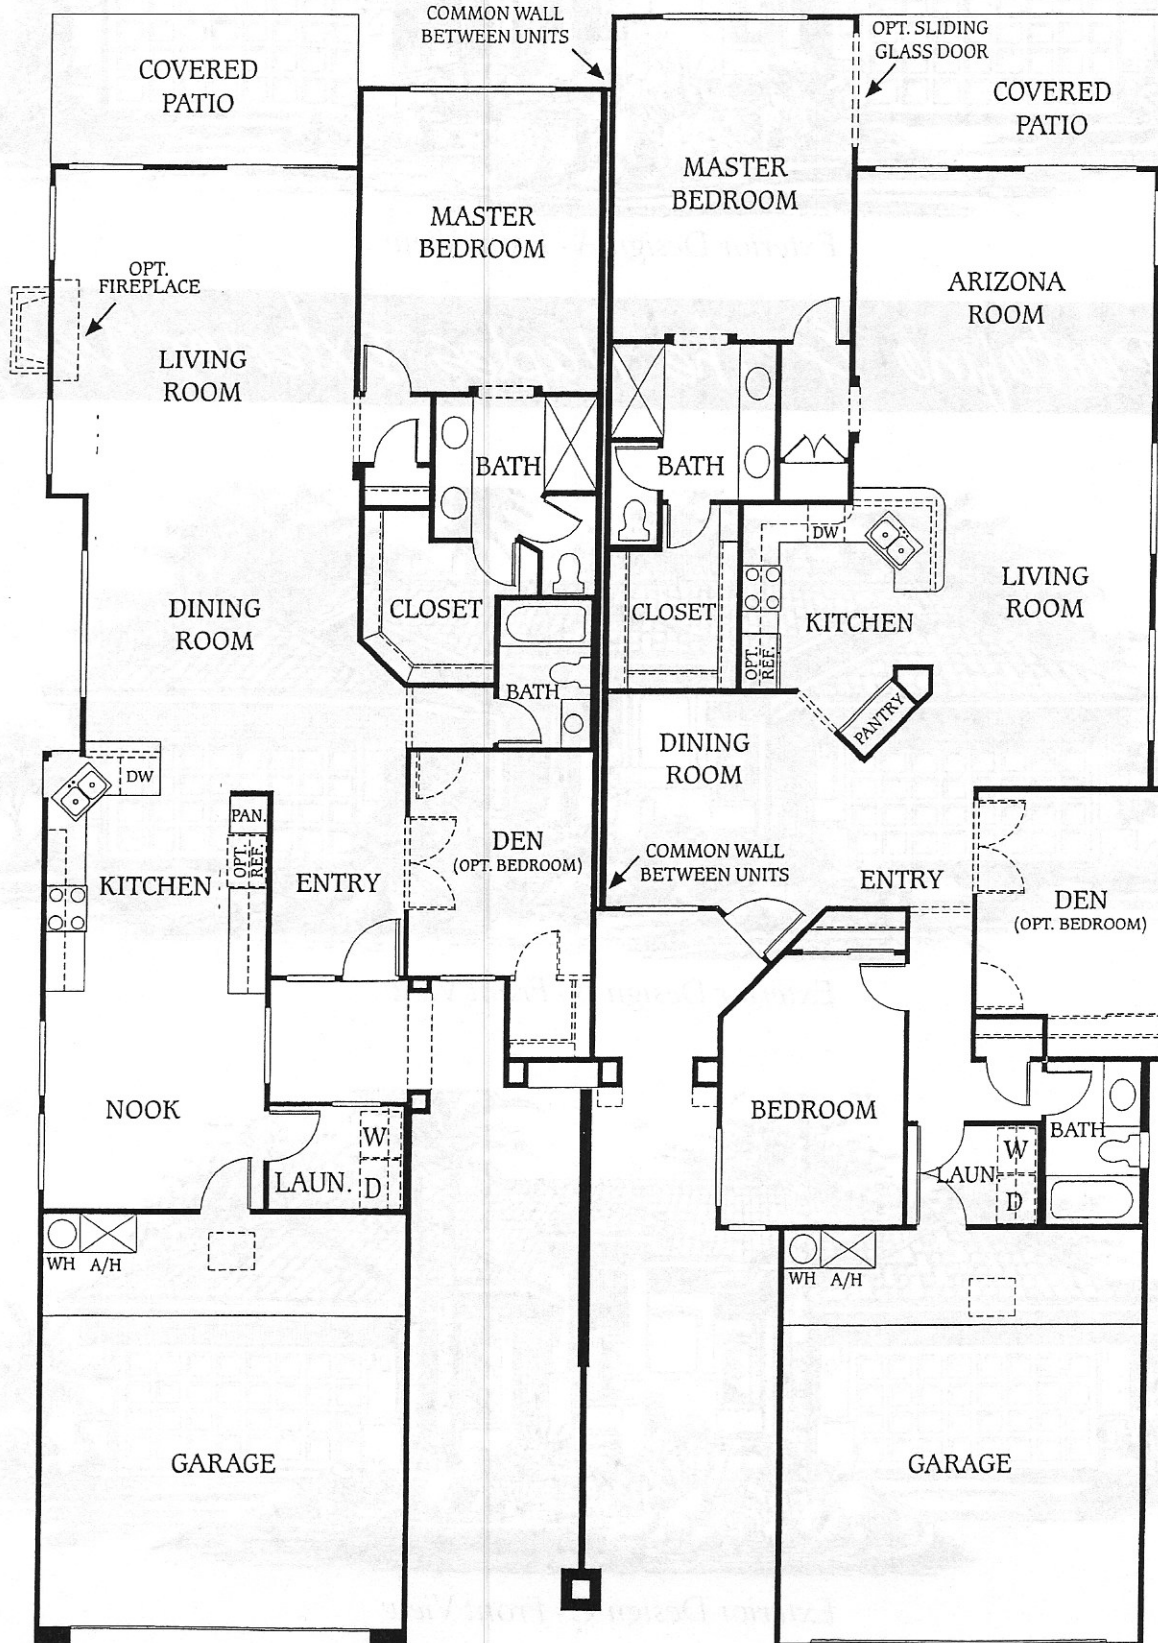 COMMON WALL
BETWEEN UNITS
OPT. SLIDING
GLASS DOOR
COVERED
PATIO
COVERED
PATIO
MASTER
BEDROOM
MASTER
BEDROOM
OPT.
FIREPLACE
ARIZONA
ROOM
LIVING
ROOM
BATH
BATH
DW
CLOSET
CLOSET
KITCHEN
LIVING
ROOM
DINING
ROOM
OPT.
REF.
BATH
PANTRY
DINING
ROOM
DW
PAN.
OPT.
REF.
KITCHEN
ENTRY
DEN
(OPT. BEDROOM)
COMMON WALL
BETWEEN UNITS
ENTRY
DEN
(OPT. BEDROOM)
NOOK
W
LAUN.
D
BEDROOM
BATH
W
LAUN.
D
WH
A/H
WH
A/H
GARAGE
GARAGE